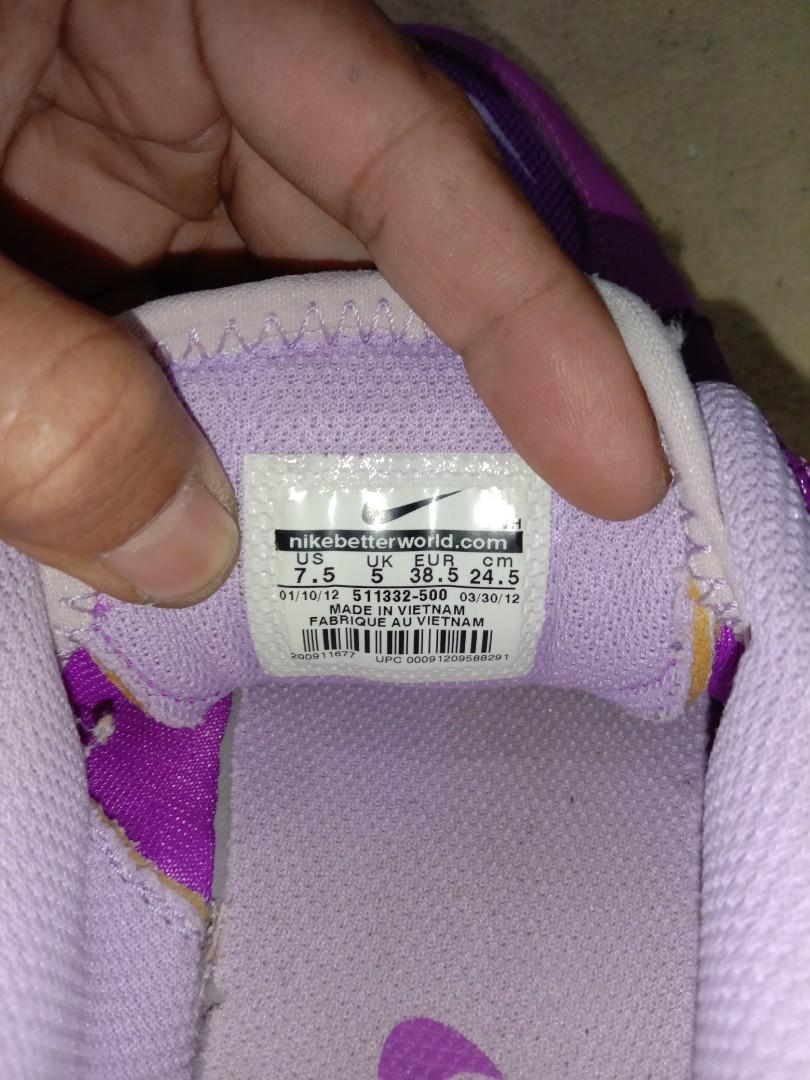 nikebetterworld.com
US UK EUR cm
7.5 5 38.5 24.5
01/10/12 511332-500 03/30/12
MADE IN VIETNAM
FABRIQUE AU VIETNAM
200911677 UPC 00091209588291